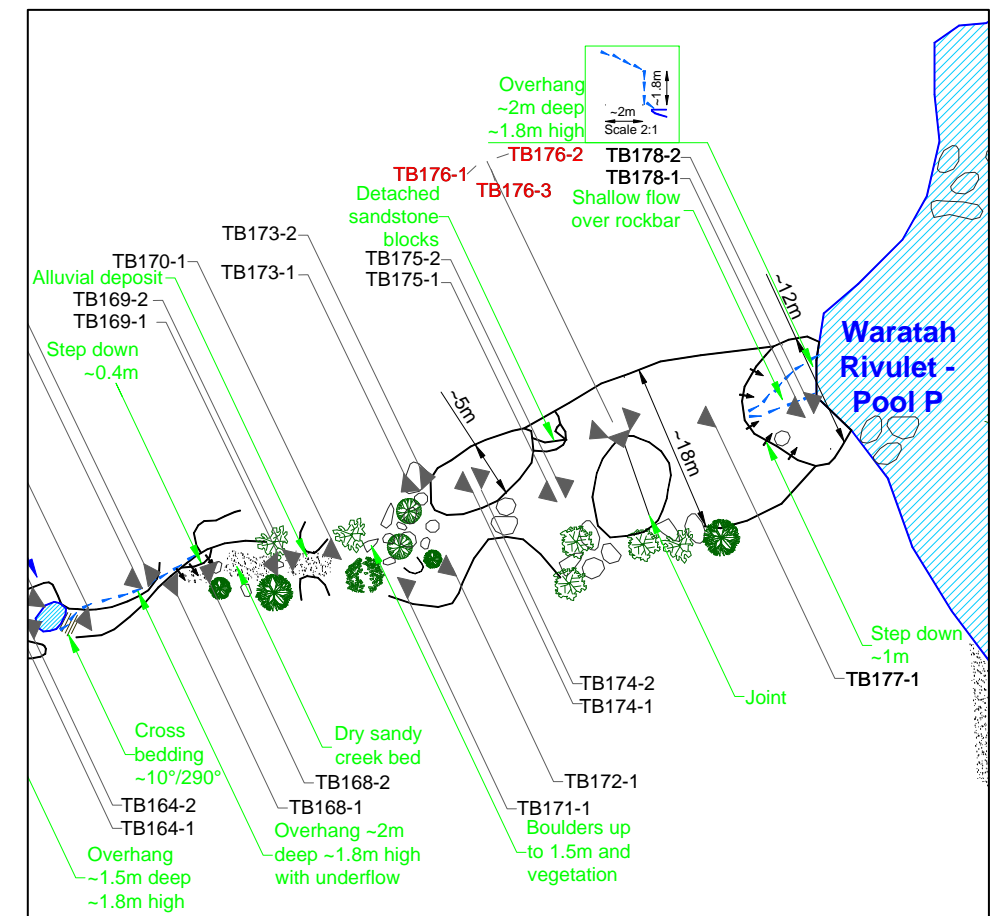 Overhang
~2m deep
~1.8m high
~1.8m
~2m
Scale 2:1
TB176-1
TB176-2
TB176-3
TB178-2
TB178-1
Detached
sandstone
blocks
Shallow flow
over rockbar
TB173-2
TB173-1
TB175-2
TB175-1
TB170-1
Alluvial deposit
TB169-2
TB169-1
Step down
~0.4m
~12m
Waratah
Rivulet -
Pool P
~5m
~18m
Step down
~1m
TB177-1
TB174-2
TB174-1
Joint
Cross
bedding
~10°/290°
Dry sandy
creek bed
TB168-2
TB168-1
TB172-1
TB171-1
TB164-2
TB164-1
Overhang
~1.5m deep
~1.8m high
Overhang ~2m
deep ~1.8m high
with underflow
Boulders up
to 1.5m and
vegetation